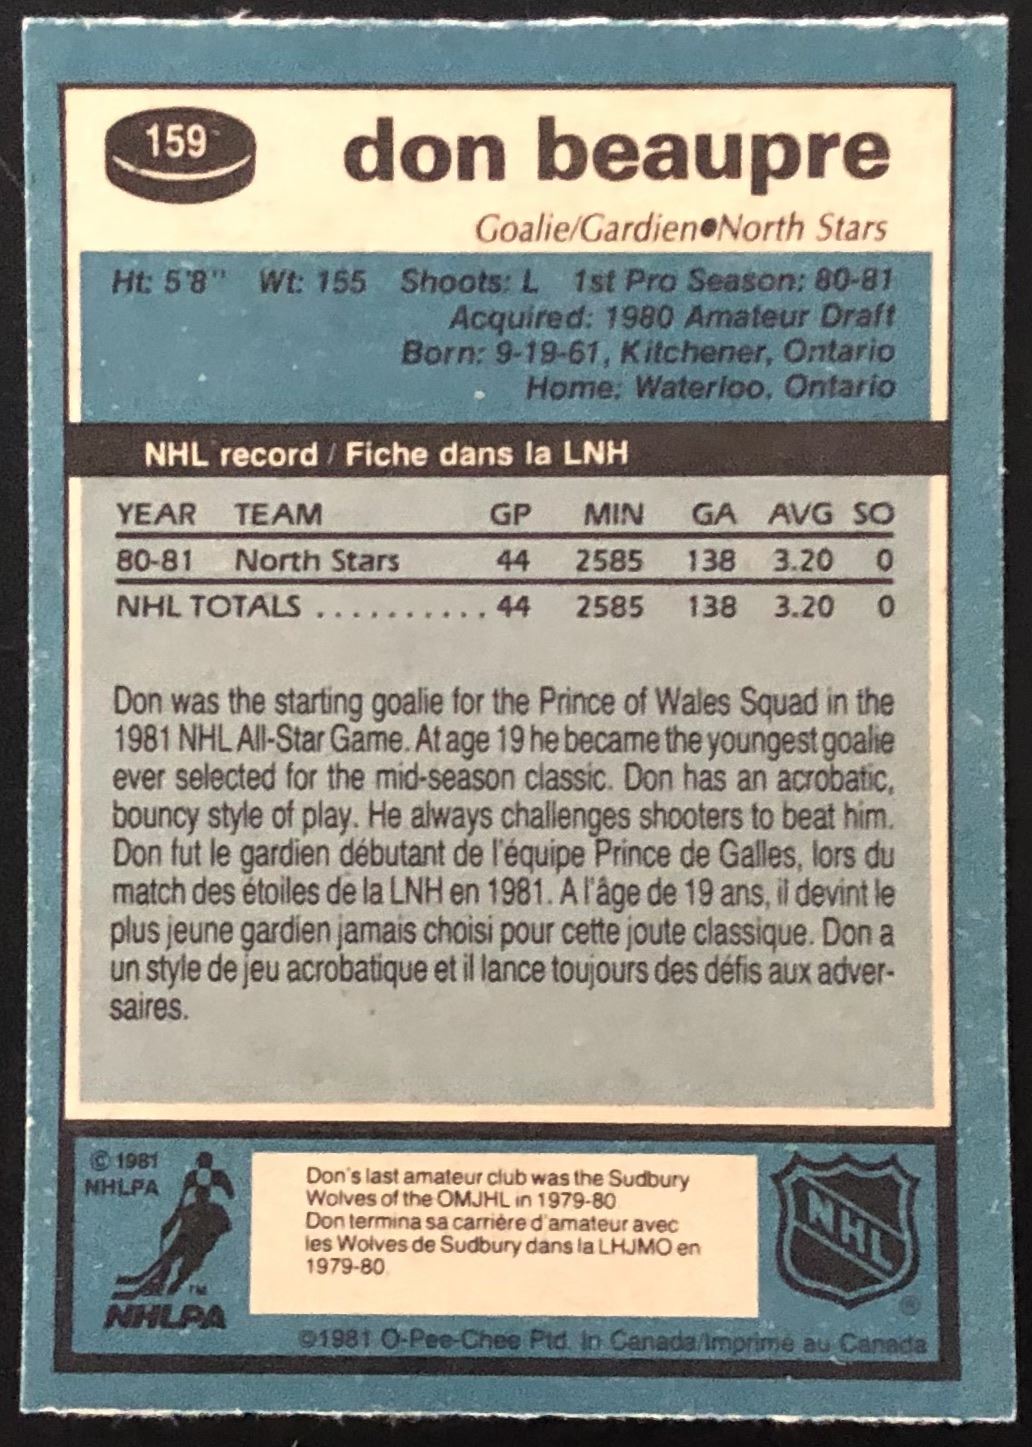 159
don beaupre
Goalie/Gardien●North Stars
Ht: 5'8" Wt: 155 Shoots: L 1st Pro Season: 80-81
Acquired: 1980 Amateur Draft
Born: 9-19-61, Kitchener, Ontario
Home: Waterloo, Ontario
NHL record / Fiche dans la LNH
YEAR TEAM GP MIN GA AVG SO
80-81 North Stars 44 2585 138 3.20 0
NHL TOTALS .......... 44 2585 138 3.20 0
Don was the starting goalie for the Prince of Wales Squad in the
1981 NHL All-Star Game. At age 19 he became the youngest goalie
ever selected for the mid-season classic. Don has an acrobatic,
bouncy style of play. He always challenges shooters to beat him.
Don fut le gardien débutant de l'équipe Prince de Galles, lors du
match des étoiles de la LNH en 1981. A l'âge de 19 ans, il devint le
plus jeune gardien jamais choisi pour cette joute classique. Don a
un style de jeu acrobatique et il lance toujours des défis aux adver-
saires.
© 1981
NHLPA
Don's last amateur club was the Sudbury
Wolves of the OMJHL in 1979-80.
Don termina sa carrière d'amateur avec
les Wolves de Sudbury dans la LHJMO en
1979-80.
TM
NHLPA
NHL
®
©1981 O-Pee-Chee Ptd. in Canada/Imprimé au Canada